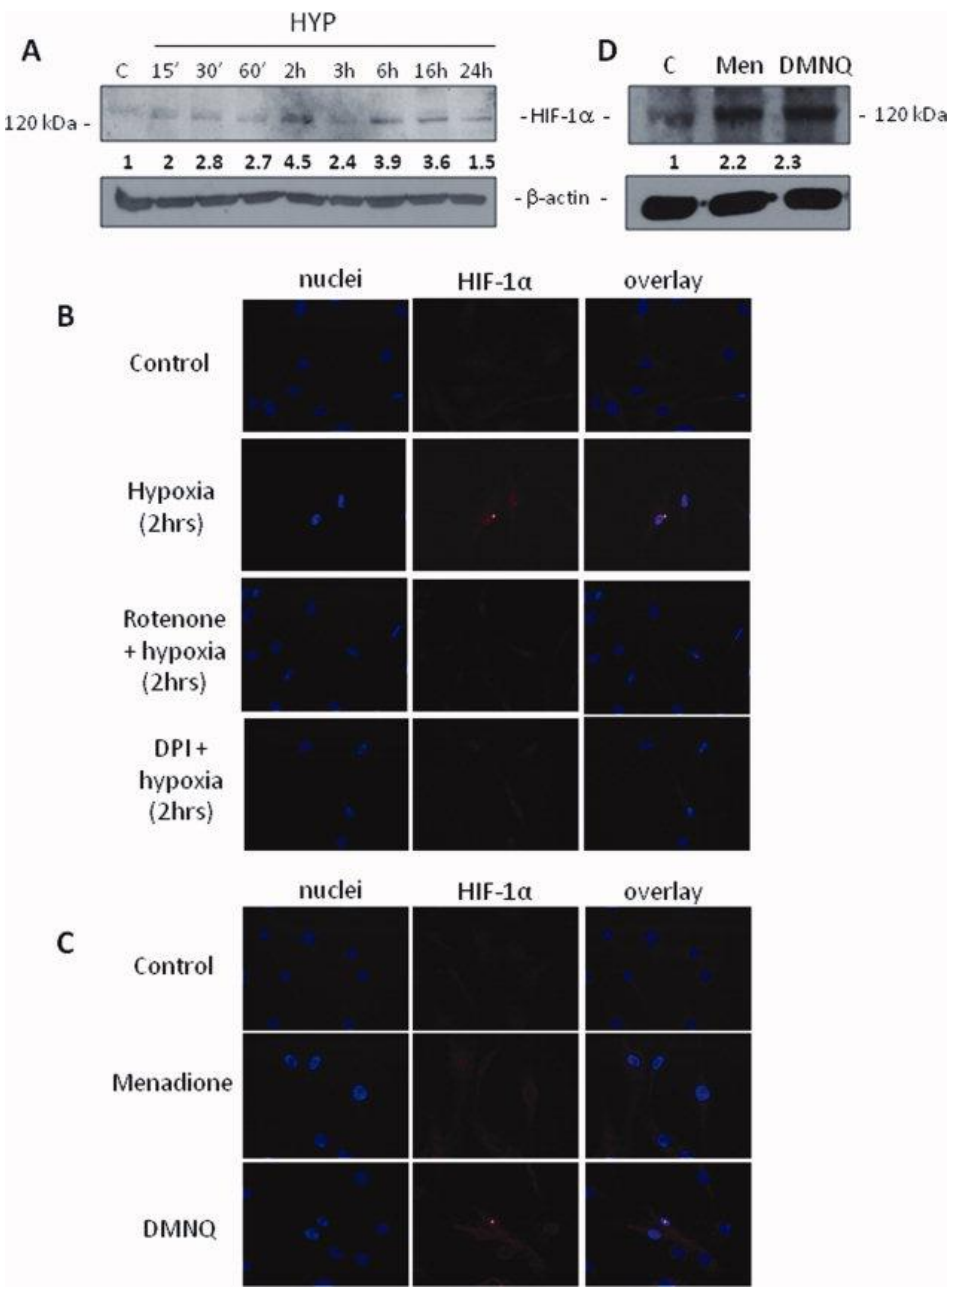 A
HYP
C 15′ 30′ 60′ 2h 3h 6h 16h 24h
120 kDa -
1 2 2.8 2.7 4.5 2.4 3.9 3.6 1.5
- HIF-1α -
- β-actin -
D
C Men DMNQ
- 120 kDa
1 2.2 2.3
B
nuclei HIF-1α overlay
Control
Hypoxia
(2hrs)
Rotenone
+ hypoxia
(2hrs)
DPI +
hypoxia
(2hrs)
C
nuclei HIF-1α overlay
Control
Menadione
DMNQ